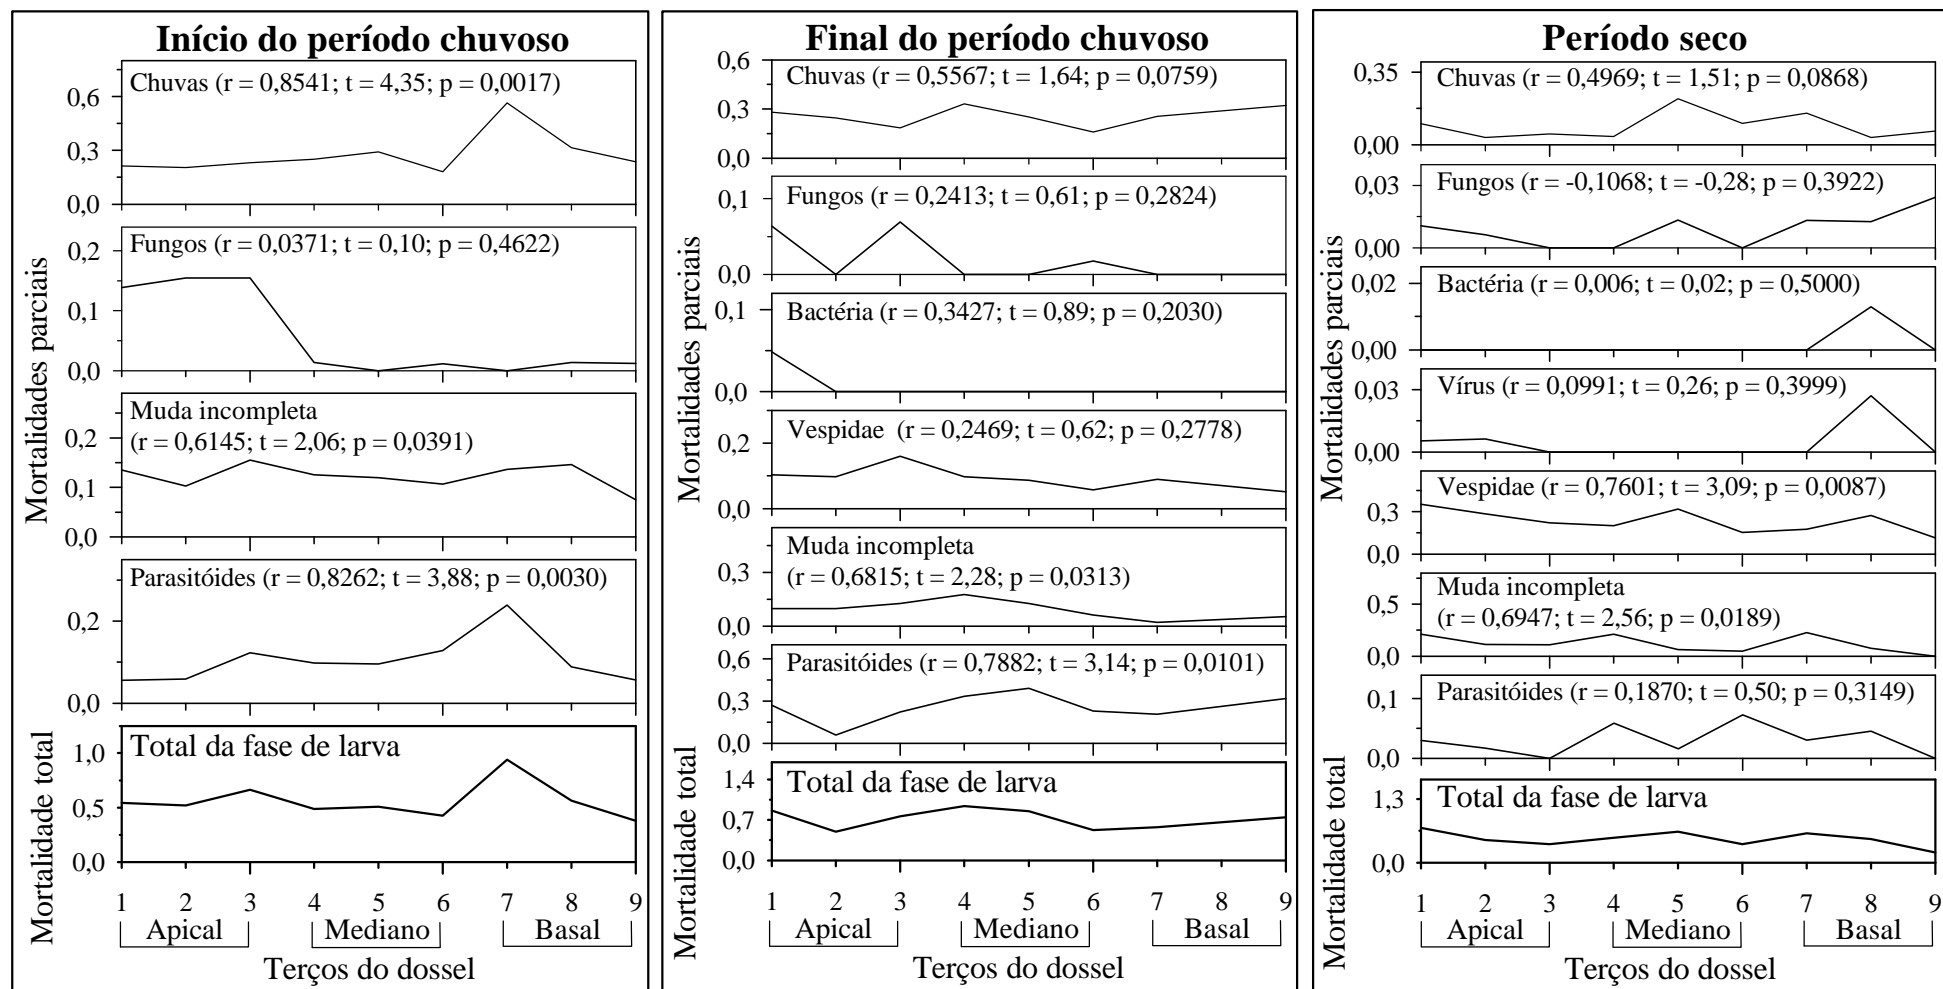 Início do período chuvoso
Mortalidades parciais
Chuvas (r = 0,8541; t = 4,35; p = 0,0017)
0,6
0,3
0,0
Fungos (r = 0,0371; t = 0,10; p = 0,4622)
0,2
0,1
0,0
Muda incompleta
(r = 0,6145; t = 2,06; p = 0,0391)
0,2
0,1
0,0
Parasitóides (r = 0,8262; t = 3,88; p = 0,0030)
0,2
0,0
Mortalidade total
Total da fase de larva
1,0
0,5
0,0
1 2 3 4 5 6 7 8 9
Apical Mediano Basal
Terços do dossel
Final do período chuvoso
Mortalidades parciais
0,6
Chuvas (r = 0,5567; t = 1,64; p = 0,0759)
0,3
0,0
Fungos (r = 0,2413; t = 0,61; p = 0,2824)
0,1
0,0
Bactéria (r = 0,3427; t = 0,89; p = 0,2030)
0,1
0,0
Vespidae (r = 0,2469; t = 0,62; p = 0,2778)
0,2
0,0
Muda incompleta
(r = 0,6815; t = 2,28; p = 0,0313)
0,3
0,0
Parasitóides (r = 0,7882; t = 3,14; p = 0,0101)
0,6
0,3
0,0
Mortalidade total
Total da fase de larva
1,4
0,7
0,0
1 2 3 4 5 6 7 8 9
Apical Mediano Basal
Terços do dossel
Período seco
Mortalidades parciais
0,35
Chuvas (r = 0,4969; t = 1,51; p = 0,0868)
0,00
Fungos (r = -0,1068; t = -0,28; p = 0,3922)
0,03
0,00
Bactéria (r = 0,006; t = 0,02; p = 0,5000)
0,02
0,00
Vírus (r = 0,0991; t = 0,26; p = 0,3999)
0,03
0,00
Vespidae (r = 0,7601; t = 3,09; p = 0,0087)
0,3
0,0
Muda incompleta
0,5
(r = 0,6947; t = 2,56; p = 0,0189)
0,0
Parasitóides (r = 0,1870; t = 0,50; p = 0,3149)
0,1
0,0
Mortalidade total
Total da fase de larva
1,3
0,0
1 2 3 4 5 6 7 8 9
Apical Mediano Basal
Terços do dossel